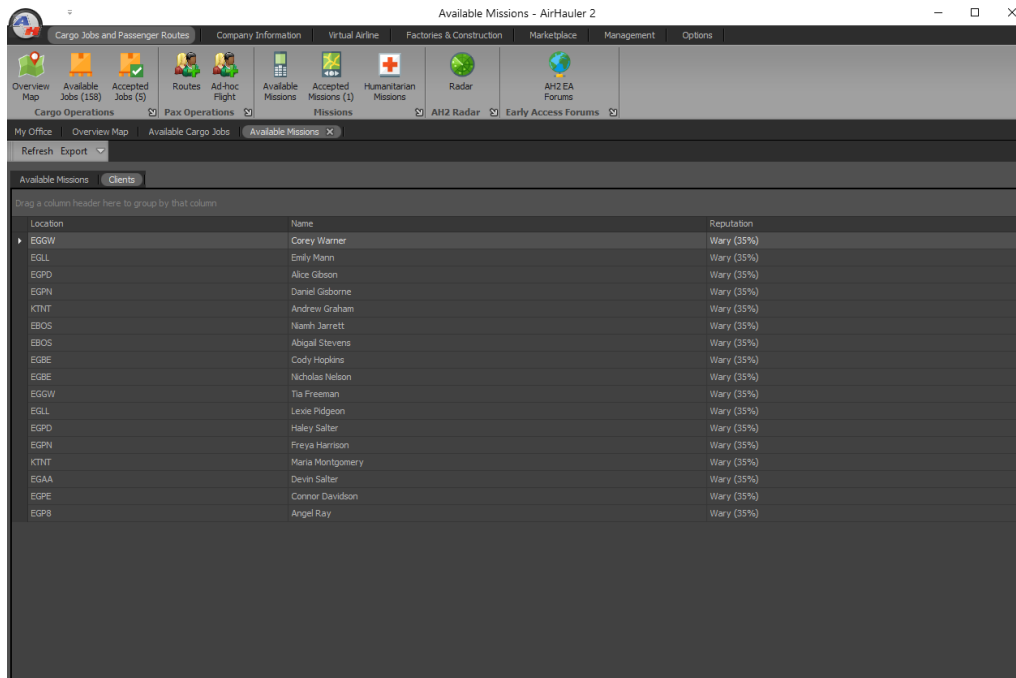 Available Missions - AirHauler 2
Cargo Jobs and Passenger Routes Company Information Virtual Airline Factories & Construction Marketplace Management Options
Overview Map Available Jobs (158) Accepted Jobs (5) Routes Ad-hoc Flight Available Missions Accepted Missions (1) Humanitarian Missions Radar AH2 EA Forums
Cargo Operations Pax Operations Missions AH2 Radar Early Access Forums
My Office Overview Map Available Cargo Jobs Available Missions X
Refresh Export
Available Missions Clients
Drag a column header here to group by that column
Location Name Reputation
EGGW Corey Warner Wary (35%)
EGLL Emily Mann Wary (35%)
EGPD Alice Gibson Wary (35%)
EGPN Daniel Gisborne Wary (35%)
KTNT Andrew Graham Wary (35%)
EBOS Niamh Jarrett Wary (35%)
EBOS Abigail Stevens Wary (35%)
EGBE Cody Hopkins Wary (35%)
EGBE Nicholas Nelson Wary (35%)
EGGW Tia Freeman Wary (35%)
EGLL Lexie Pidgeon Wary (35%)
EGPD Haley Salter Wary (35%)
EGPN Freya Harrison Wary (35%)
KTNT Maria Montgomery Wary (35%)
EGAA Devin Salter Wary (35%)
EGPE Connor Davidson Wary (35%)
EGP8 Angel Ray Wary (35%)